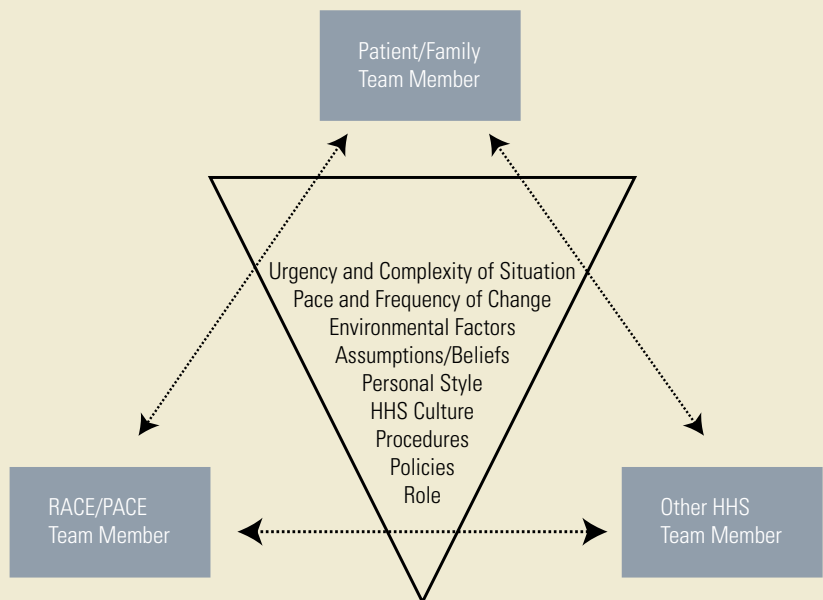 Patient/Family
Team Member
Urgency and Complexity of Situation
Pace and Frequency of Change
Environmental Factors
Assumptions/Beliefs
Personal Style
HHS Culture
Procedures
Policies
Role
RACE/PACE
Team Member
Other HHS
Team Member